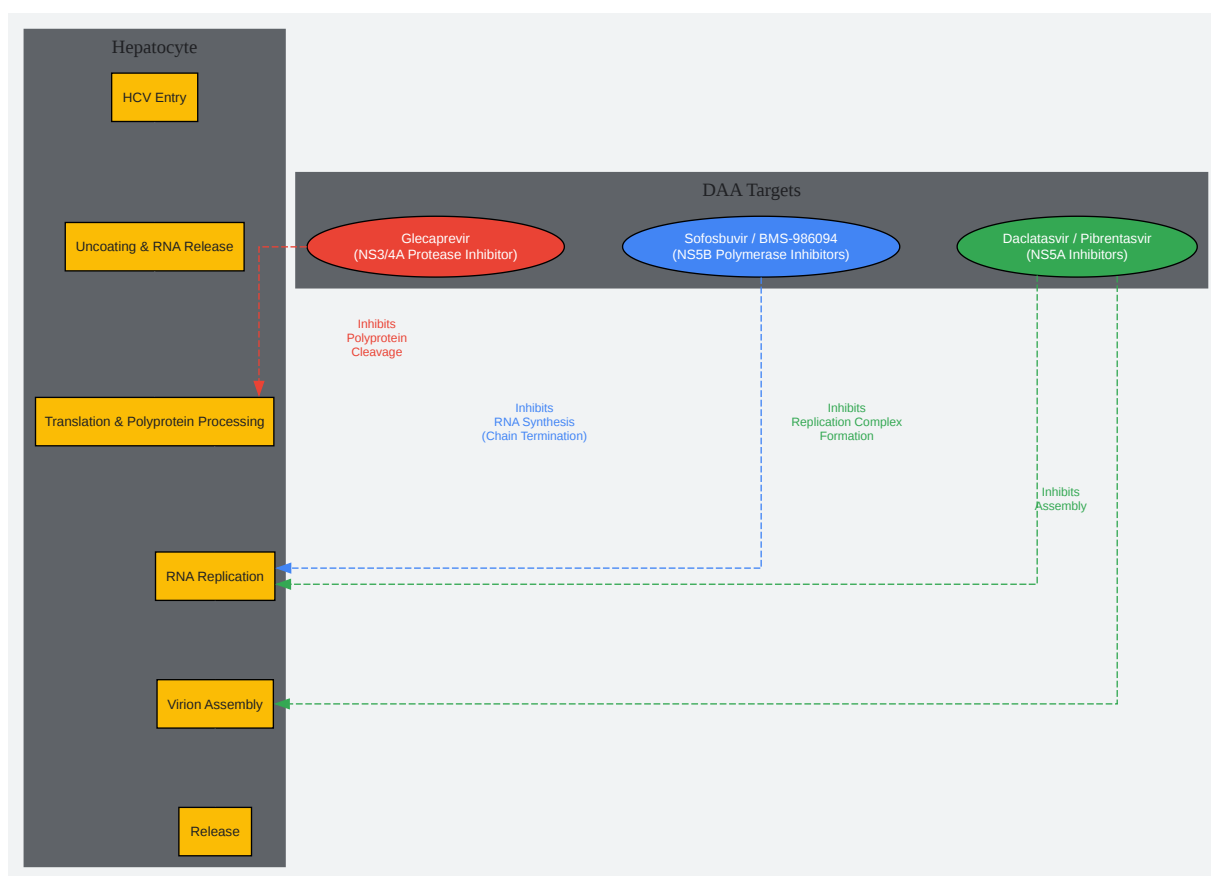 Hepatocyte
HCV Entry
DAA Targets
Uncoating & RNA Release
Glecaprevir
(NS3/4A Protease Inhibitor)
Sofosbuvir / BMS-986094
(NS5B Polymerase Inhibitors)
Daclatasvir / Pibrentasvir
(NS5A Inhibitors)
Inhibits
Polyprotein
Cleavage
Translation & Polyprotein Processing
Inhibits
RNA Synthesis
(Chain Termination)
Inhibits
Replication Complex
Formation
Inhibits
Assembly
RNA Replication
Virion Assembly
Release